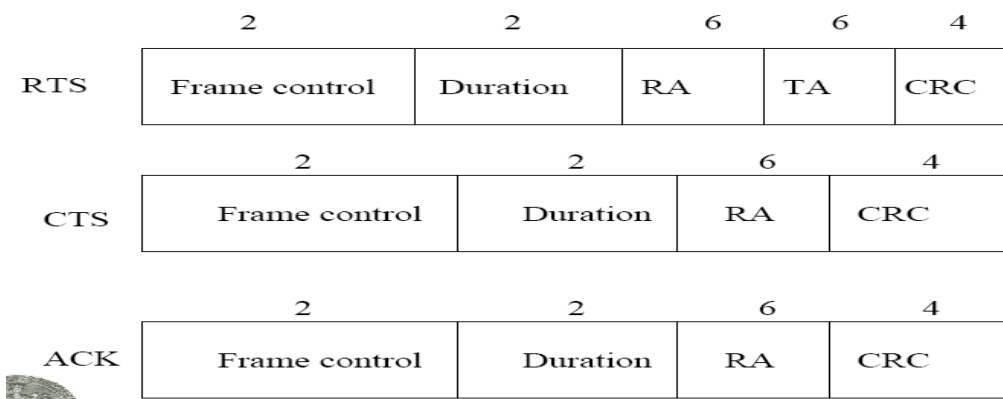 2 2 6 6 4
RTS Frame control Duration RA TA CRC
2 2 6 4
CTS Frame control Duration RA CRC
2 2 6 4
ACK Frame control Duration RA CRC